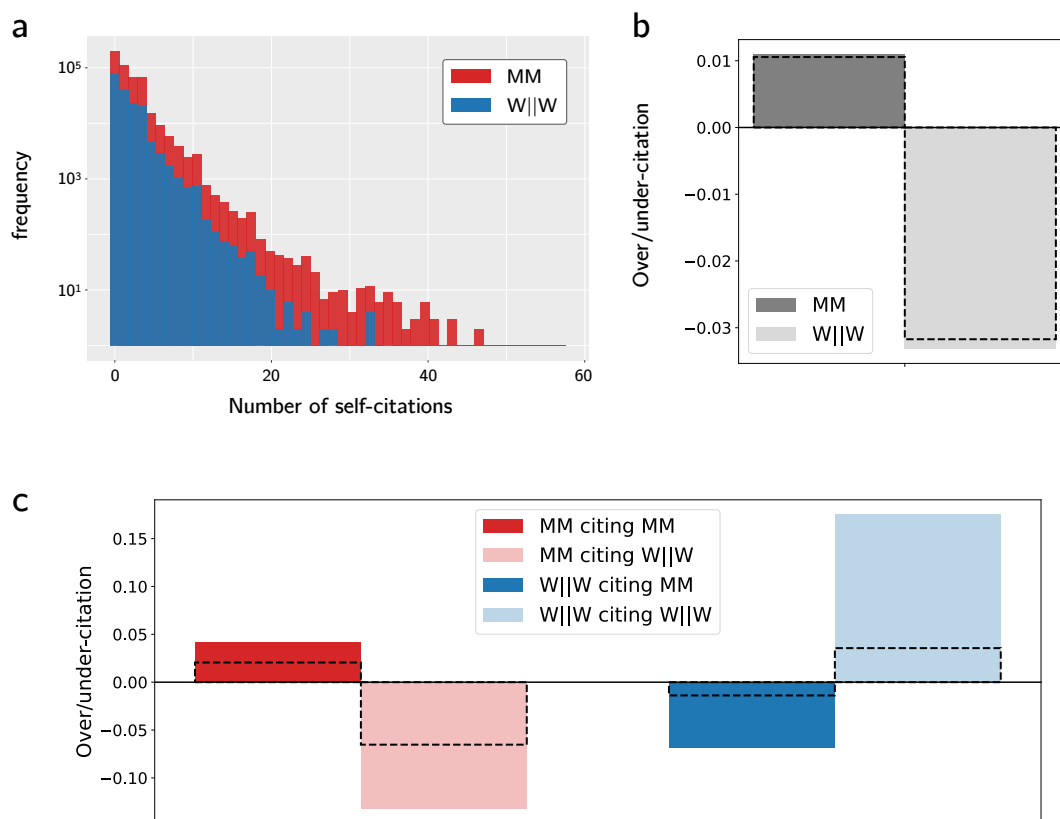 a
10⁵
10³
10¹
frequency
MM
W||W
0
20
40
60
Number of self-citations
b
0.01
0.00
−0.01
−0.02
−0.03
Over/under-citation
MM
W||W
c
0.15
0.10
0.05
0.00
−0.05
−0.10
Over/under-citation
MM citing MM
MM citing W||W
W||W citing MM
W||W citing W||W